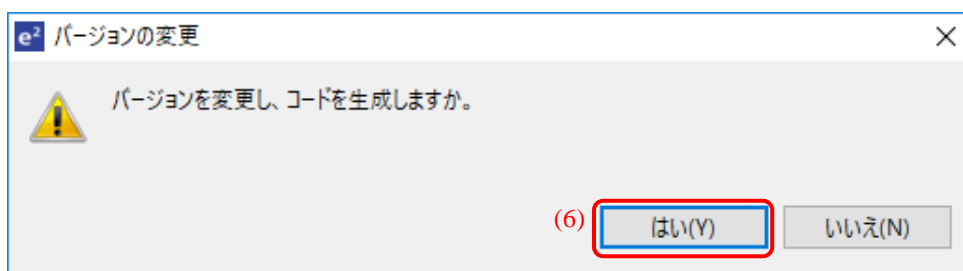 e² バージョンの変更
バージョンを変更し、コードを生成しますか。
(6) はい(Y) いいえ(N)